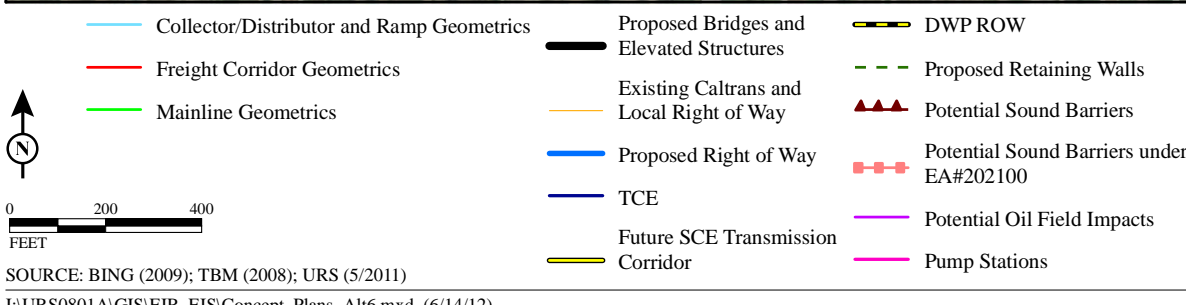 Collector/Distributor and Ramp Geometrics
Freight Corridor Geometrics
Mainline Geometrics
N
0 200 400
FEET
Proposed Bridges and
Elevated Structures
Existing Caltrans and
Local Right of Way
Proposed Right of Way
TCE
Future SCE Transmission
Corridor
DWP ROW
Proposed Retaining Walls
Potential Sound Barriers
Potential Sound Barriers under
EA#202100
Potential Oil Field Impacts
Pump Stations
SOURCE: BING (2009); TBM (2008); URS (5/2011)
I:\URS0801A\GIS\EIR_EIS\Concept_Plans_Alt6.mxd (6/14/12)